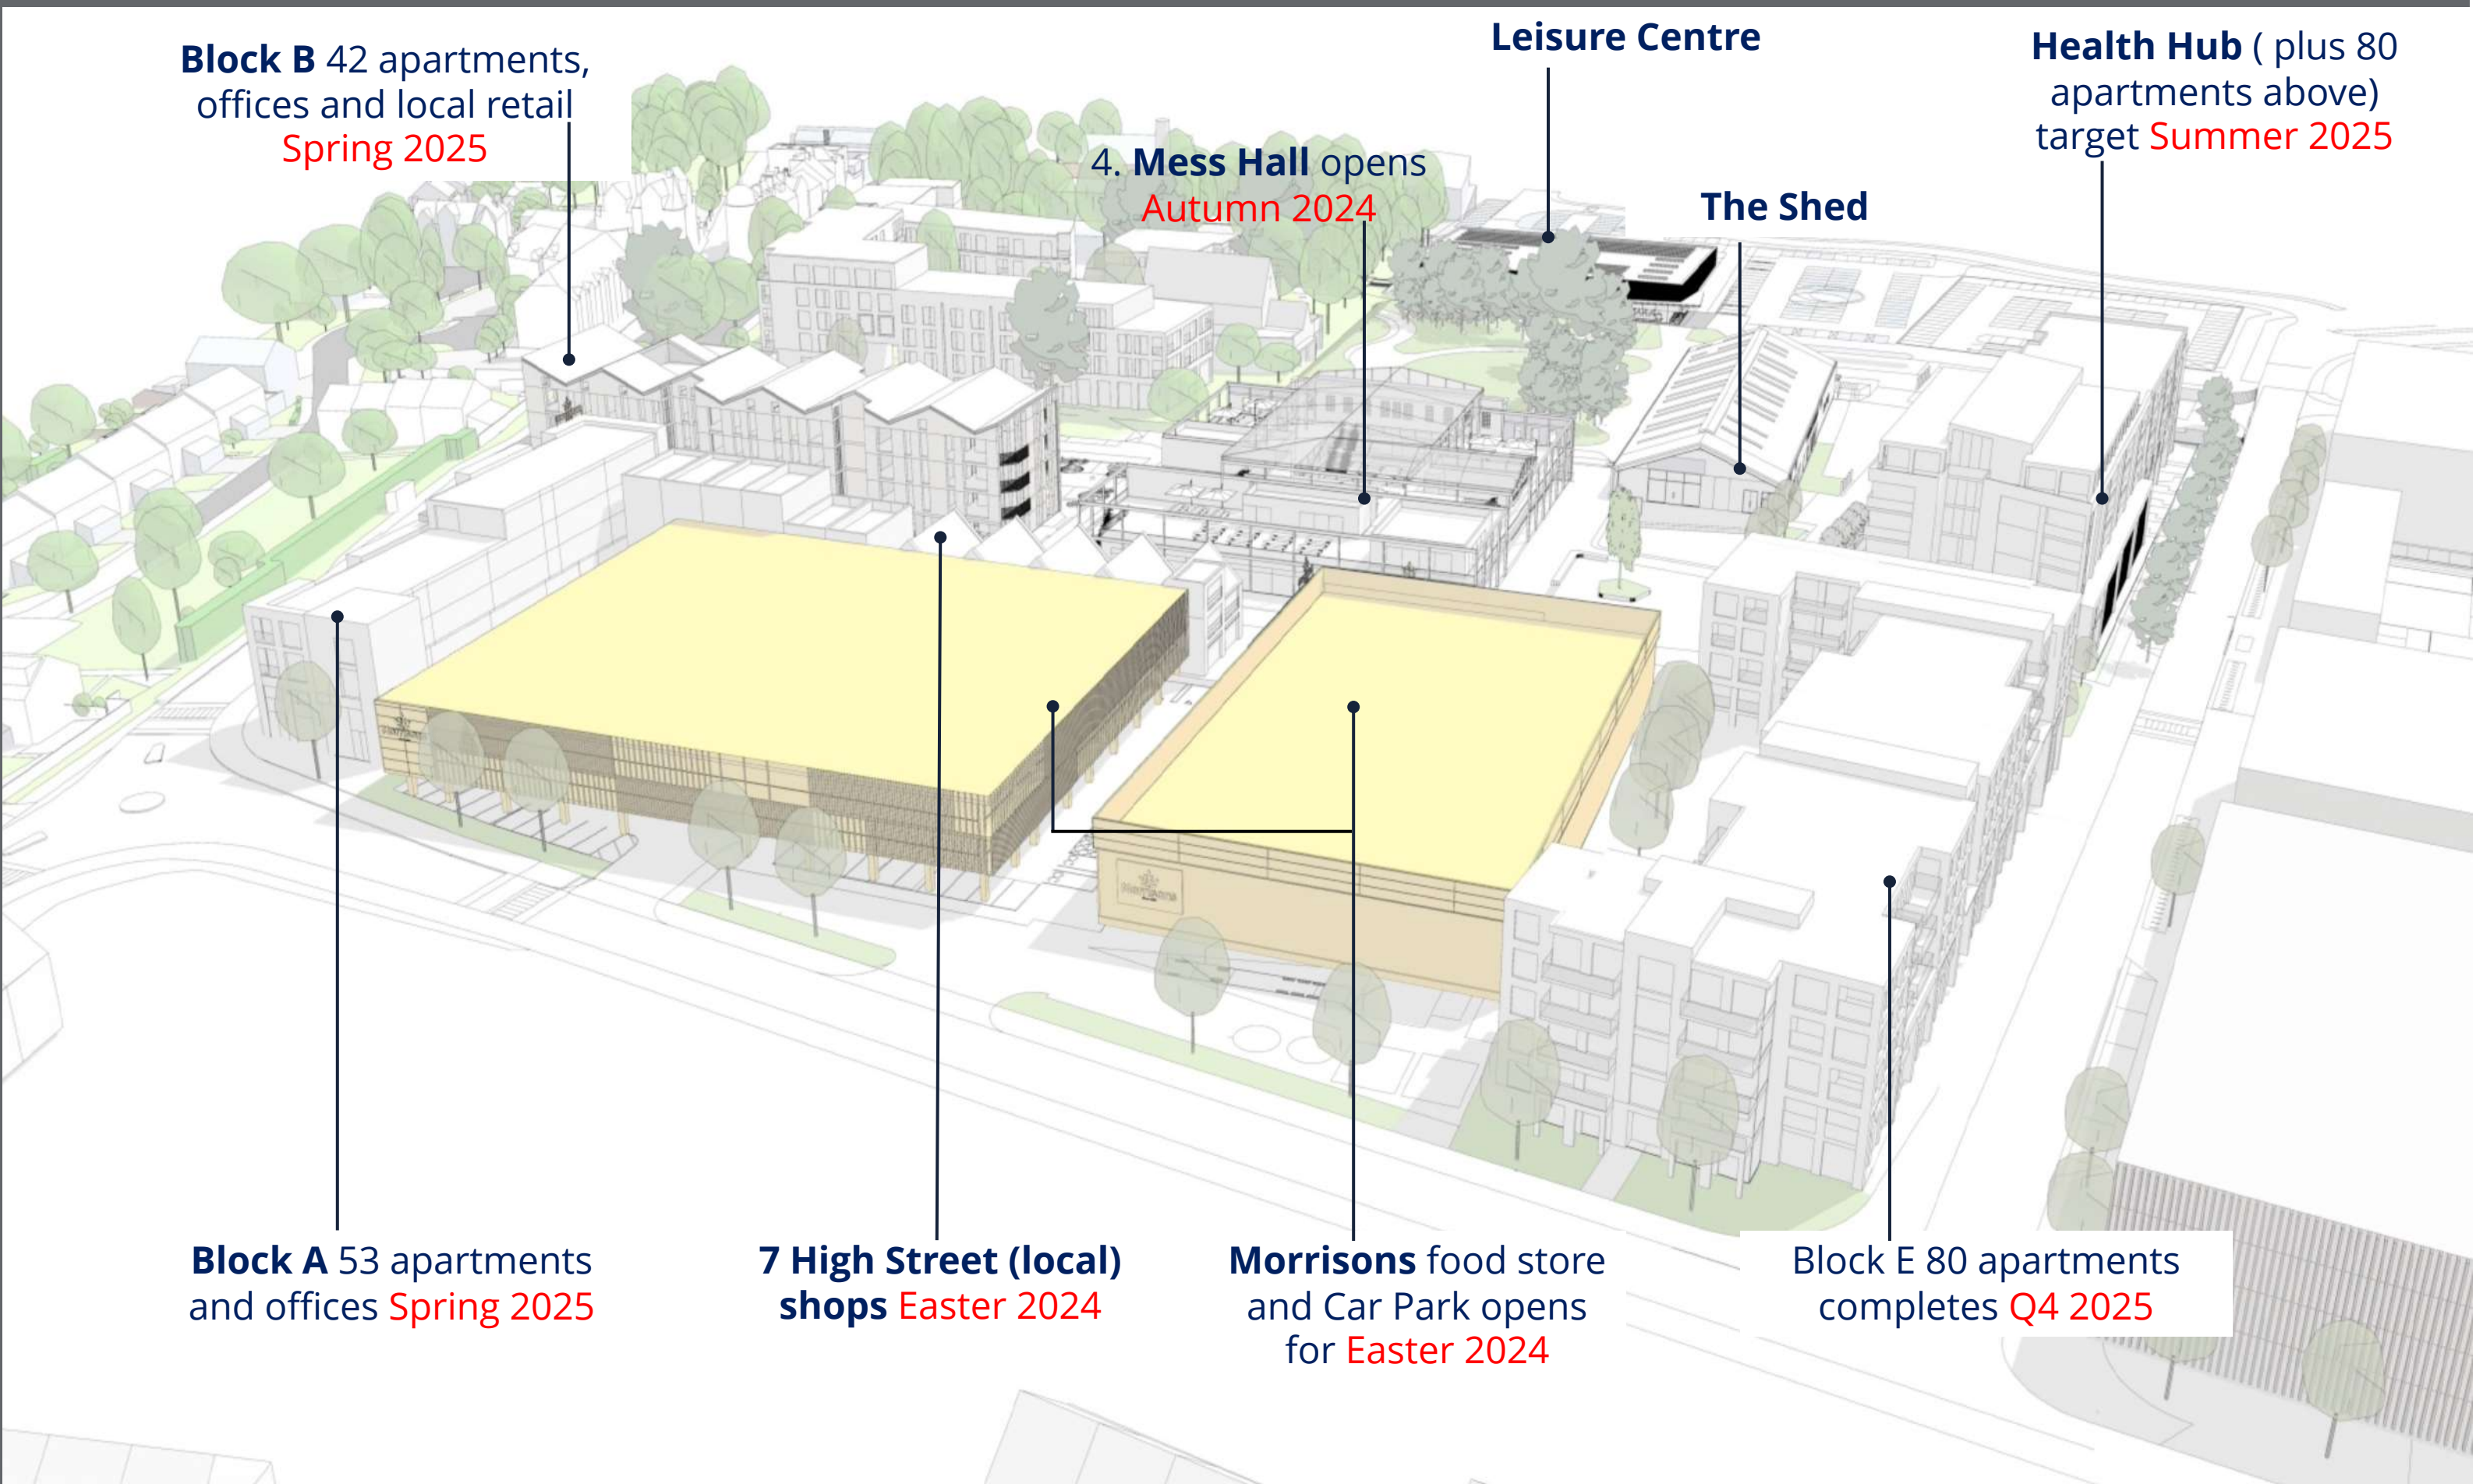 Block B 42 apartments,
offices and local retail
Spring 2025
4. Mess Hall opens
Autumn 2024
Leisure Centre
The Shed
Health Hub ( plus 80
apartments above)
target Summer 2025
Morrisons
Block A 53 apartments
and offices Spring 2025
7 High Street (local)
shops Easter 2024
Morrisons food store
and Car Park opens
for Easter 2024
Block E 80 apartments
completes Q4 2025